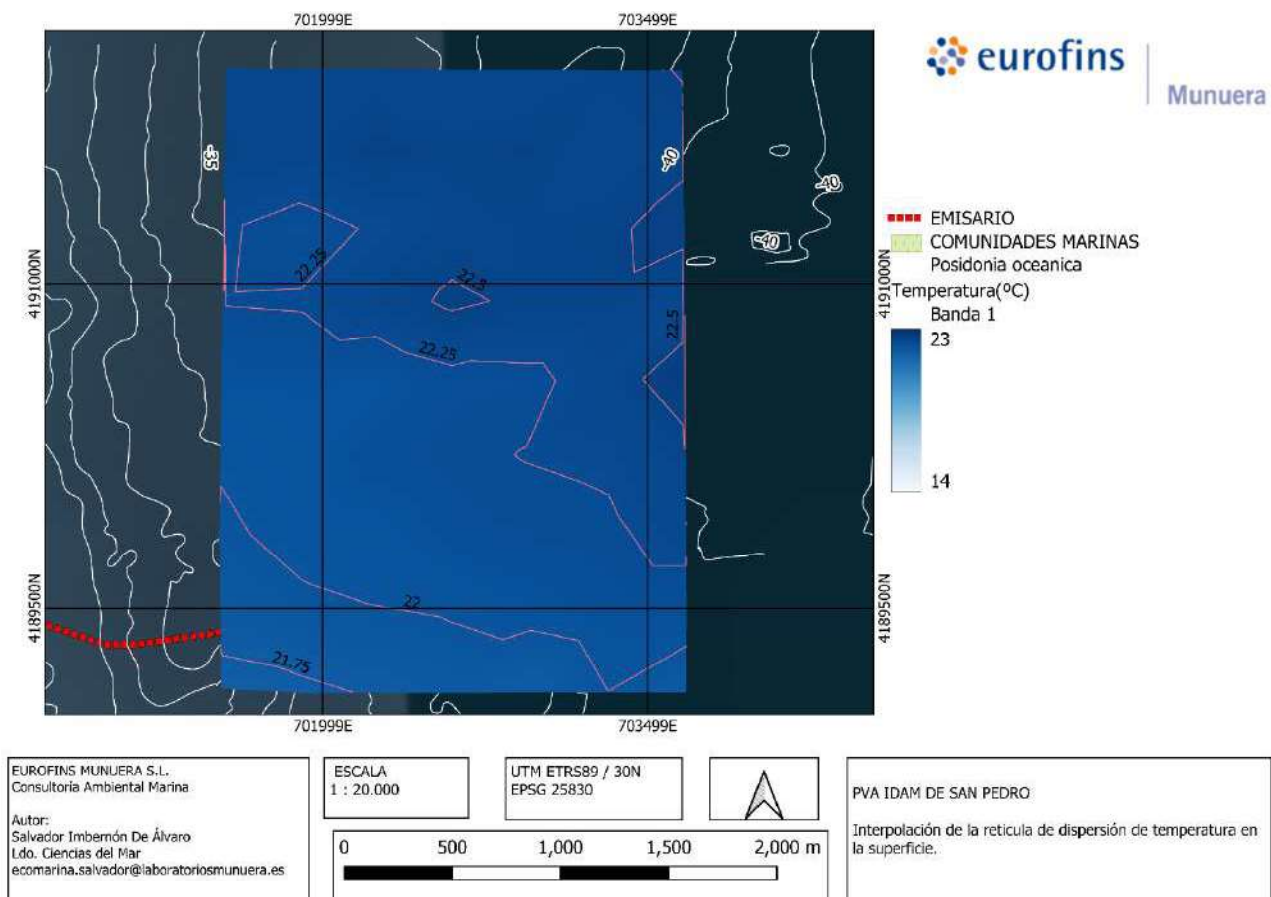 701999E
703499E
eurofins
Munuera
-35
-40
-40
-40
EMISARIO
COMUNIDADES MARINAS
Posidonia oceanica
Temperatura(ºC)
Banda 1
23
14
4191000N
4191000N
22.25
22.5
22.25
22.5
4189500N
4189500N
22
21.75
701999E
703499E
EUROFINS MUNUERA S.L.
Consultoría Ambiental Marina
Autor:
Salvador Imbernón De Álvaro
Ldo. Ciencias del Mar
ecomarina.salvador@laboratoriosmunuera.es
ESCALA
1 : 20.000
UTM ETRS89 / 30N
EPSG 25830
0 500 1,000 1,500 2,000 m
PVA IDAM DE SAN PEDRO
Interpolación de la reticula de dispersión de temperatura en
la superficie.